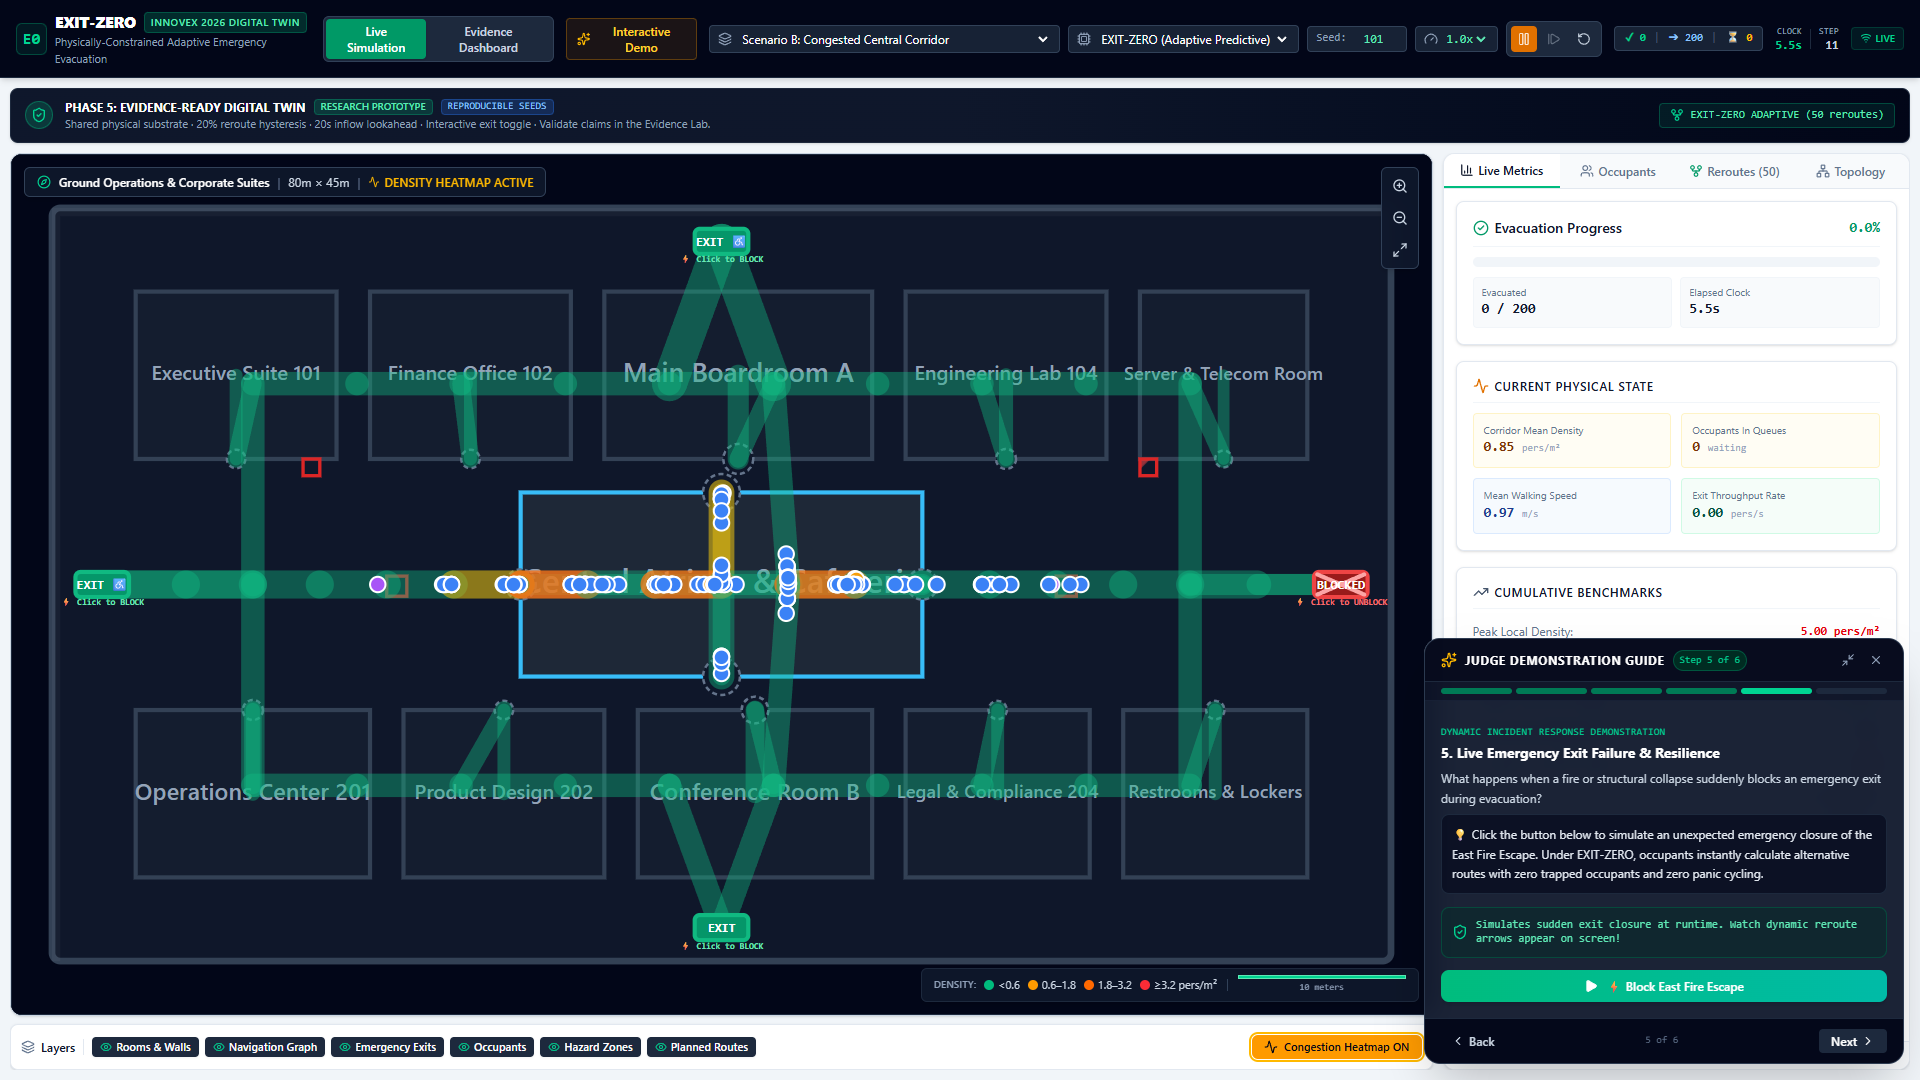 E0
EXIT-ZERO
INNOVEX 2026 DIGITAL TWIN
Physically-Constrained Adaptive Emergency
Evacuation
Live
Simulation
Evidence
Dashboard
Interactive
Demo
Scenario B: Congested Central Corridor
EXIT-ZERO (Adaptive Predictive)
Seed: 101
1.0x
✓ 0 | → 200 | ⏳ 0
CLOCK
5.5s
STEP
11
LIVE
PHASE 5: EVIDENCE-READY DIGITAL TWIN
RESEARCH PROTOTYPE
REPRODUCIBLE SEEDS
Shared physical substrate · 20% reroute hysteresis · 20s inflow lookahead · Interactive exit toggle · Validate claims in the Evidence Lab.
EXIT-ZERO ADAPTIVE (50 reroutes)
Ground Operations & Corporate Suites | 80m × 45m | DENSITY HEATMAP ACTIVE
EXIT ♿
⚡ Click to BLOCK
Executive Suite 101
Finance Office 102
Main Boardroom A
Engineering Lab 104
Server & Telecom Room
EXIT ♿
⚡ Click to BLOCK
BLOCKED
⚡ Click to UNBLOCK
Operations Center 201
Product Design 202
Conference Room B
Legal & Compliance 204
Restrooms & Lockers
EXIT
⚡ Click to BLOCK
DENSITY: <0.6 0.6–1.8 1.8–3.2 ≥3.2 pers/m²
10 meters
Layers
Rooms & Walls
Navigation Graph
Emergency Exits
Occupants
Hazard Zones
Planned Routes
Congestion Heatmap ON
Live Metrics
Occupants
Reroutes (50)
Topology
Evacuation Progress
0.0%
Evacuated
0 / 200
Elapsed Clock
5.5s
CURRENT PHYSICAL STATE
Corridor Mean Density
0.85 pers/m²
Occupants In Queues
0 waiting
Mean Walking Speed
0.97 m/s
Exit Throughput Rate
0.00 pers/s
CUMULATIVE BENCHMARKS
Peak Local Density:
5.00 pers/m²
JUDGE DEMONSTRATION GUIDE
Step 5 of 6
DYNAMIC INCIDENT RESPONSE DEMONSTRATION
5. Live Emergency Exit Failure & Resilience
What happens when a fire or structural collapse suddenly blocks an emergency exit
during evacuation?
💡 Click the button below to simulate an unexpected emergency closure of the
East Fire Escape. Under EXIT-ZERO, occupants instantly calculate alternative
routes with zero trapped occupants and zero panic cycling.
Simulates sudden exit closure at runtime. Watch dynamic reroute
arrows appear on screen!
⚡ Block East Fire Escape
Back
5 of 6
Next